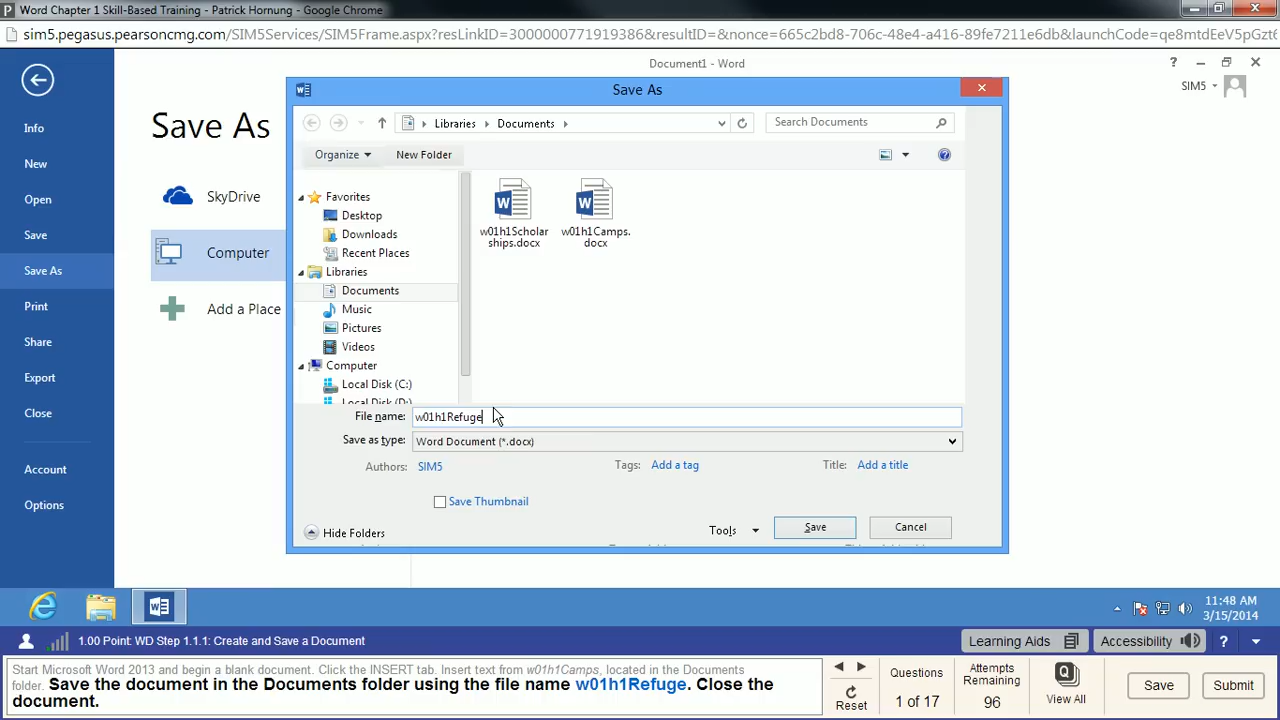 Word Chapter 1 Skill-Based Training - Patrick Hornung - Google Chrome
sim5.pegasus.pearsoncmg.com/SIM5Services/SIM5Frame.aspx?resLinkID=3000000771919386&resultID=&nonce=665c2bd8-706c-48e4-a416-89fe7211e6db&launchCode=qe8mtdEeV5pGzt6
Document1 - Word
SIM5
Info
New
Open
Save
Save As
Print
Share
Export
Close
Account
Options
Save As
SkyDrive
Computer
Add a Place
Save As
Libraries
Documents
Search Documents
Organize
New Folder
Favorites
Desktop
Downloads
Recent Places
Libraries
Documents
Music
Pictures
Videos
Computer
Local Disk (C:)
Local Disk (D:)
w01h1Scholar
ships.docx
w01h1Camps.
docx
File name:
w01h1Refuge
Save as type:
Word Document (*.docx)
Authors:
SIM5
Tags:
Add a tag
Title:
Add a title
Save Thumbnail
Hide Folders
Tools
Save
Cancel
11:48 AM
3/15/2014
1.00 Point: WD Step 1.1.1: Create and Save a Document
Learning Aids
Accessibility
?
Start Microsoft Word 2013 and begin a blank document. Click the INSERT tab. Insert text from w01h1Camps, located in the Documents
folder. Save the document in the Documents folder using the file name w01h1Refuge. Close the
document.
Reset
Questions
1 of 17
Attempts
Remaining
96
View All
Save
Submit